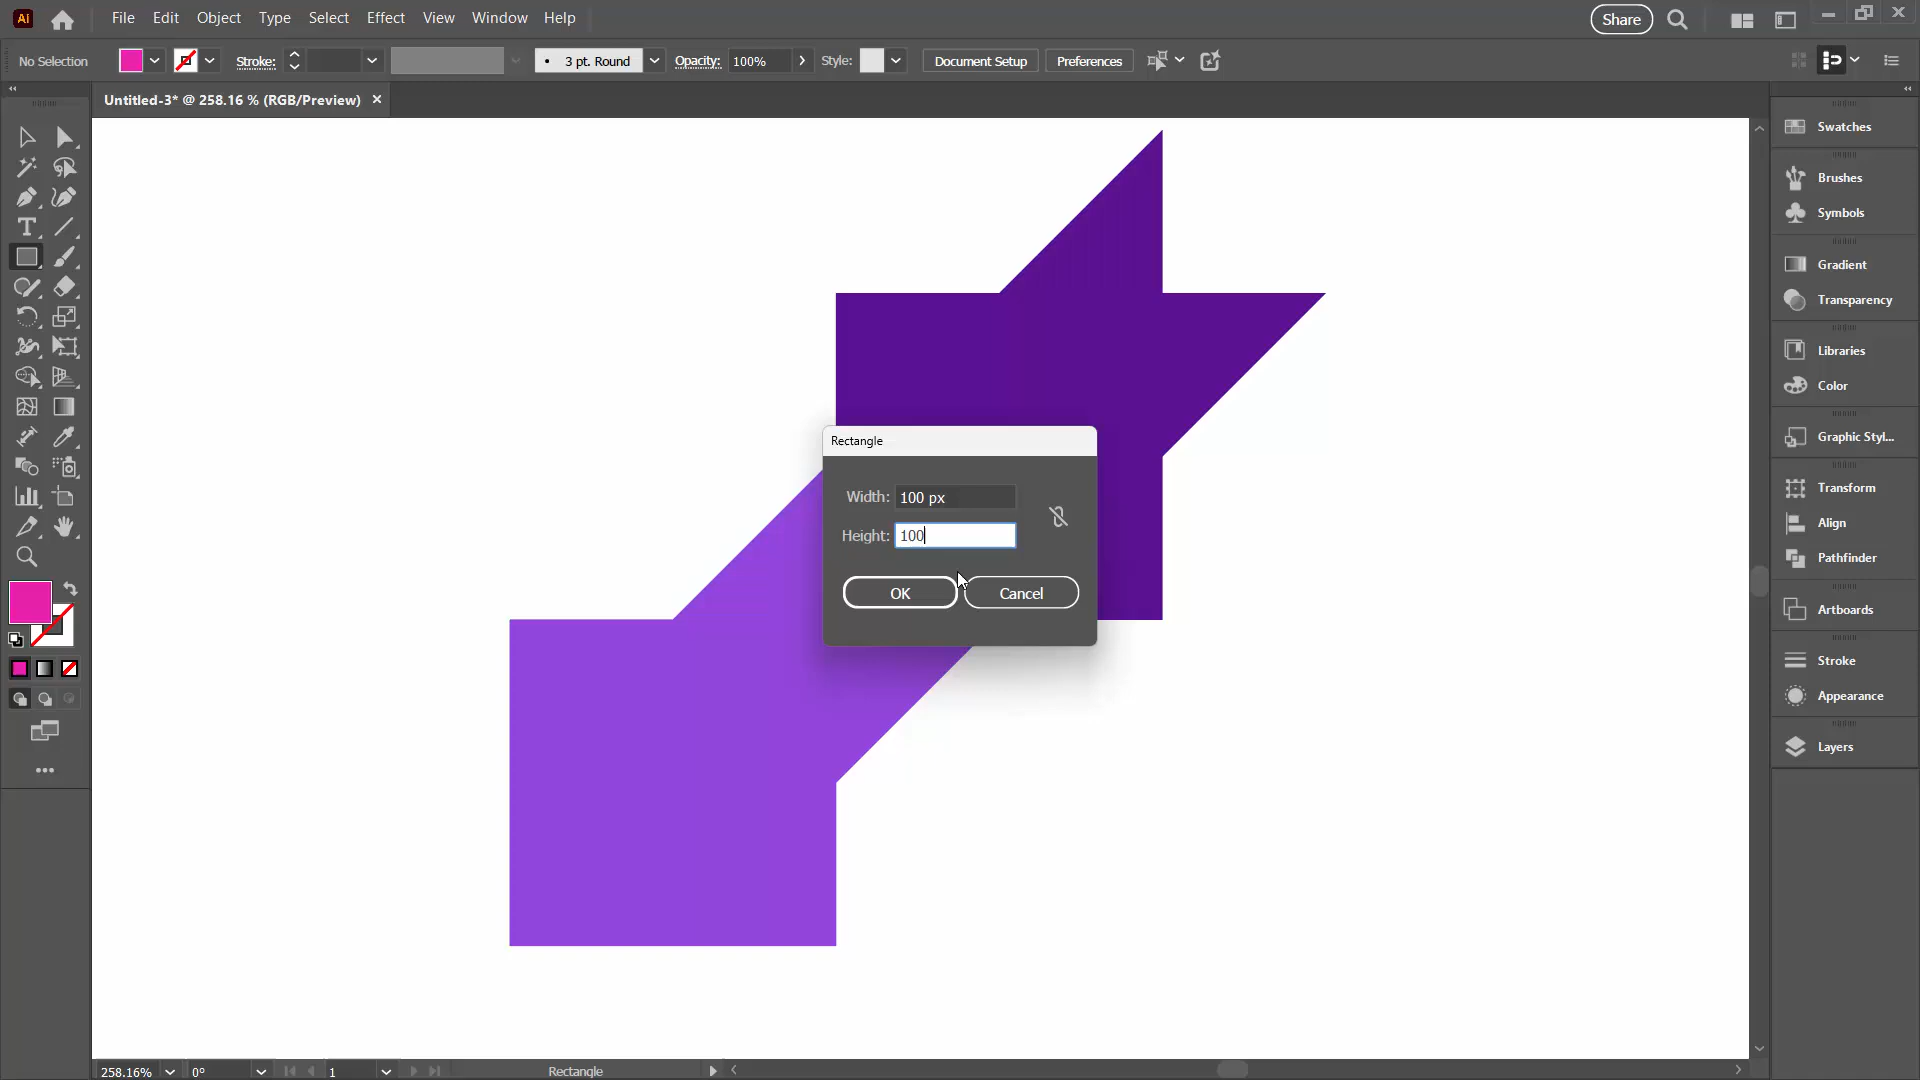 Ai
File Edit Object Type Select Effect View Window Help
Share
No Selection
Stroke:
3 pt. Round
Opacity: 100%
Style:
Document Setup
Preferences
Untitled-3* @ 258.16 % (RGB/Preview)
Swatches
Brushes
Symbols
Gradient
Transparency
Libraries
Color
Graphic Styl...
Transform
Align
Pathfinder
Artboards
Stroke
Appearance
Layers
Rectangle
Width: 100 px
Height: 100
OK Cancel
258.16% 0° 1 Rectangle